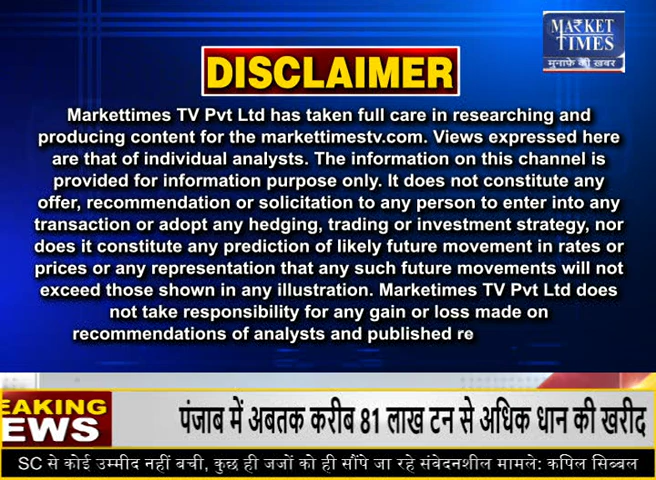 MARKET
TIMES
मुनाफे की खबर
DISCLAIMER
Markettimes TV Pvt Ltd has taken full care in researching and
producing content for the markettimestv.com. Views expressed here
are that of individual analysts. The information on this channel is
provided for information purpose only. It does not constitute any
offer, recommendation or solicitation to any person to enter into any
transaction or adopt any hedging, trading or investment strategy, nor
does it constitute any prediction of likely future movement in rates or
prices or any representation that any such future movements will not
exceed those shown in any illustration. Marketimes TV Pvt Ltd does
not take responsibility for any gain or loss made on
recommendations of analysts and published re
EAKING
EWS
पंजाब में अबतक करीब 81 लाख टन से अधिक धान की खरीद
SC से कोई उम्मीद नहीं बची, कुछ ही जजों को ही सौंपे जा रहे संवेदनशील मामले: कपिल सिब्बल